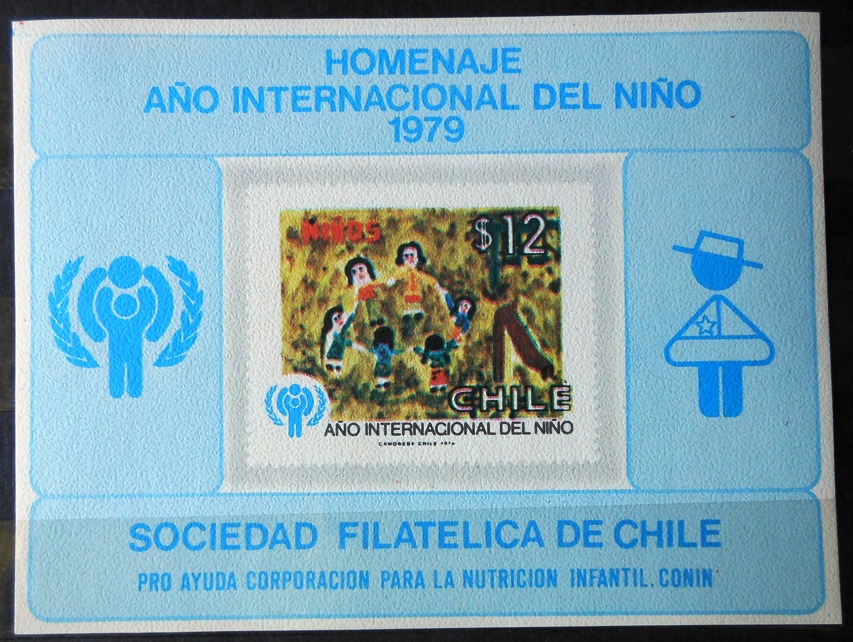 HOMENAJE
AÑO INTERNACIONAL DEL NIÑO
1979
NIÑOS
$12
CHILE
AÑO INTERNACIONAL DEL NIÑO
CAMONEDA CHILE 1979
SOCIEDAD FILATELICA DE CHILE
PRO AYUDA CORPORACION PARA LA NUTRICION INFANTIL. CONIN